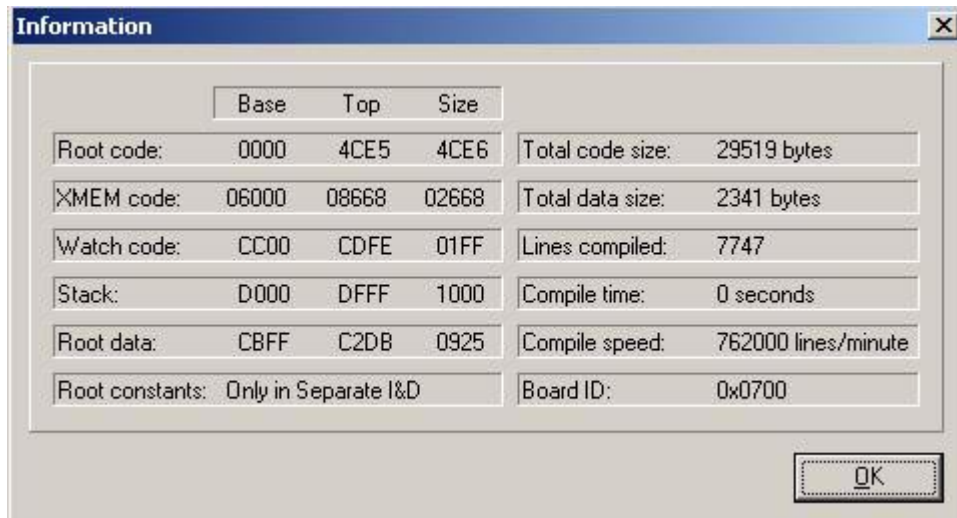 Information
Base Top Size
Root code: 0000 4CE5 4CE6 Total code size: 29519 bytes
XMEM code: 06000 08668 02668 Total data size: 2341 bytes
Watch code: CC00 CDFE 01FF Lines compiled: 7747
Stack: D000 DFFF 1000 Compile time: 0 seconds
Root data: CBFF C2DB 0925 Compile speed: 762000 lines/minute
Root constants: Only in Separate I&D Board ID: 0x0700
OK